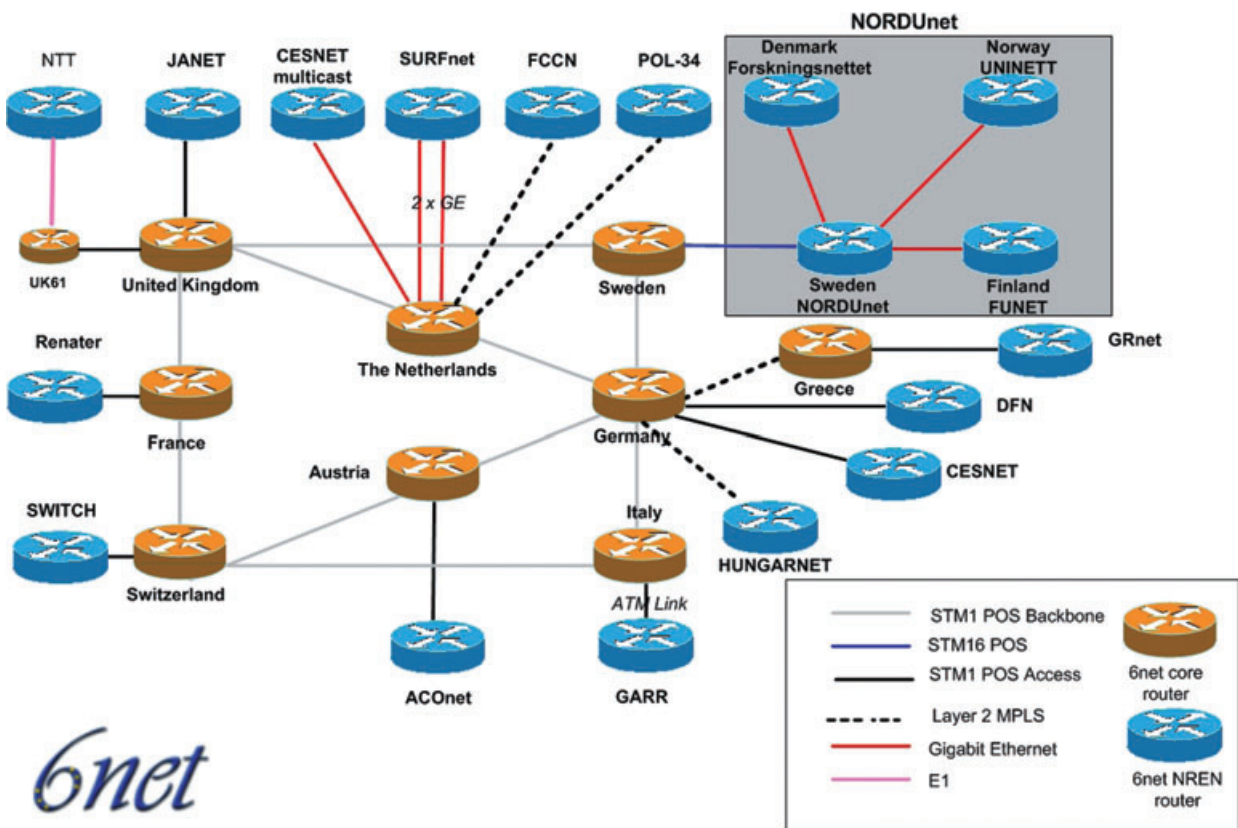 NORDUnet
NTT
JANET
CESNET
multicast
SURFnet
FCCN
POL-34
Denmark
Forskningsnettet
Norway
UNINETT
2 x GE
UK61
United Kingdom
Sweden
Sweden
NORDUnet
Finland
FUNET
Renater
The Netherlands
Greece
GRnet
France
Germany
DFN
Austria
CESNET
SWITCH
Italy
HUNGARNET
Switzerland
ATM Link
ACOnet
GARR
STM1 POS Backbone
STM16 POS
STM1 POS Access
Layer 2 MPLS
Gigabit Ethernet
E1
6net core
router
6net NREN
router
6net